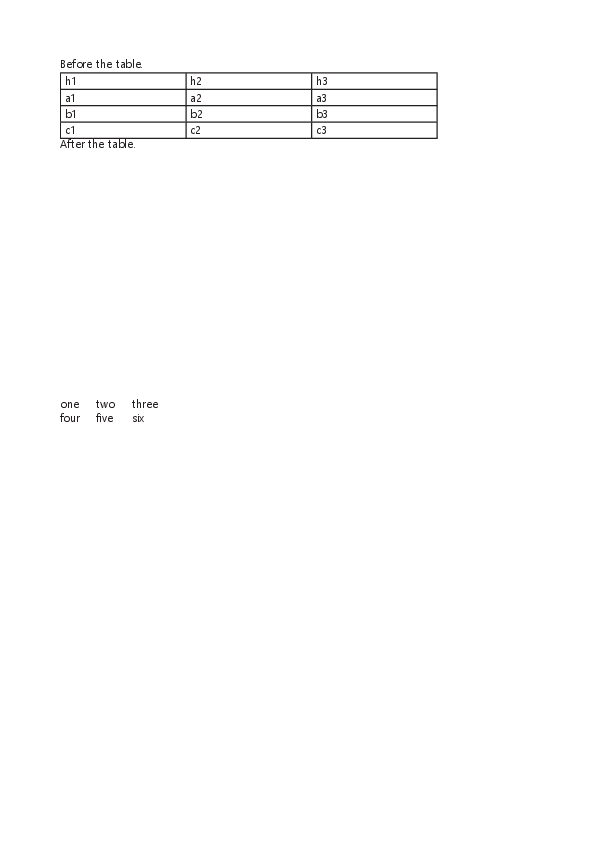 Before the table.
h1 h2 h3
a1 a2 a3
b1 b2 b3
c1 c2 c3
After the table.
one two three
four five six